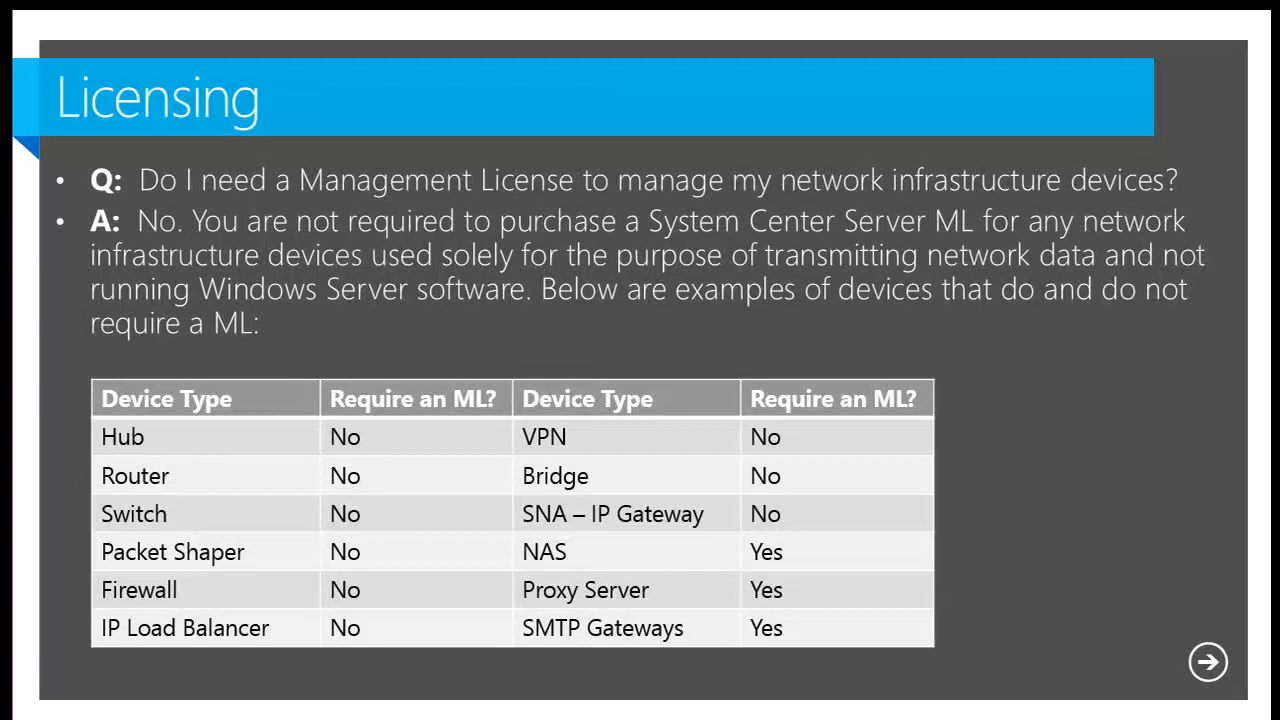 Licensing
• Q: Do I need a Management License to manage my network infrastructure devices?
• A: No. You are not required to purchase a System Center Server ML for any network
infrastructure devices used solely for the purpose of transmitting network data and not
running Windows Server software. Below are examples of devices that do and do not
require a ML:
Device Type Require an ML? Device Type Require an ML?
Hub No VPN No
Router No Bridge No
Switch No SNA – IP Gateway No
Packet Shaper No NAS Yes
Firewall No Proxy Server Yes
IP Load Balancer No SMTP Gateways Yes